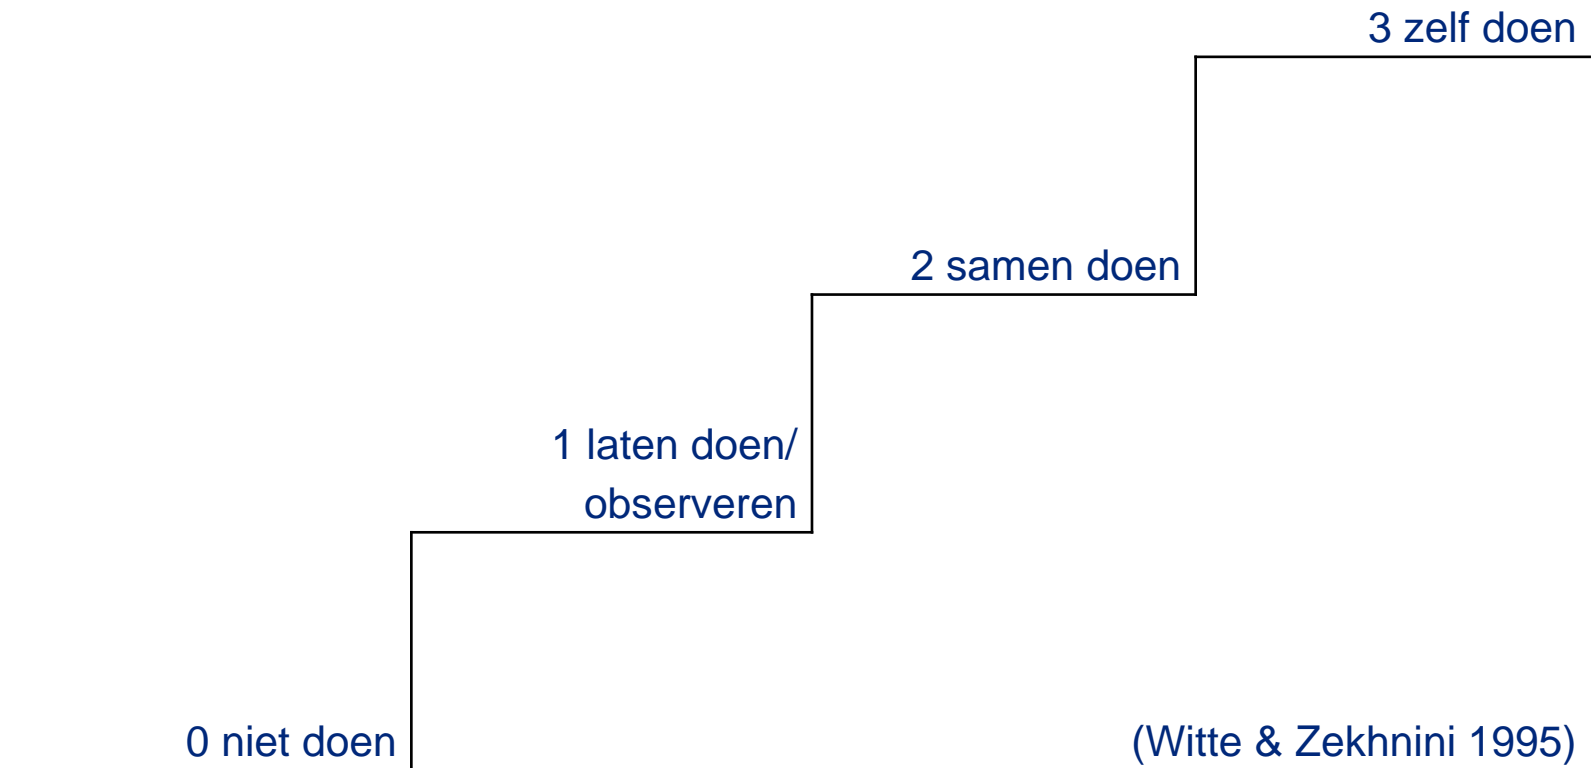 3 zelf doen
2 samen doen
1 laten doen/
observeren
0 niet doen
(Witte & Zekhnini 1995)